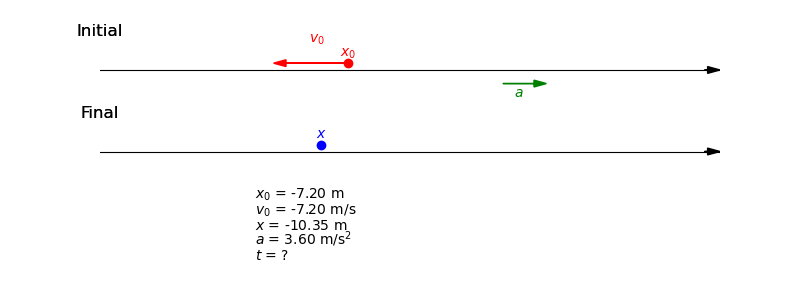 Initial
v₀
x₀
a
Final
x
x₀ = -7.20 m
v₀ = -7.20 m/s
x = -10.35 m
a = 3.60 m/s²
t = ?